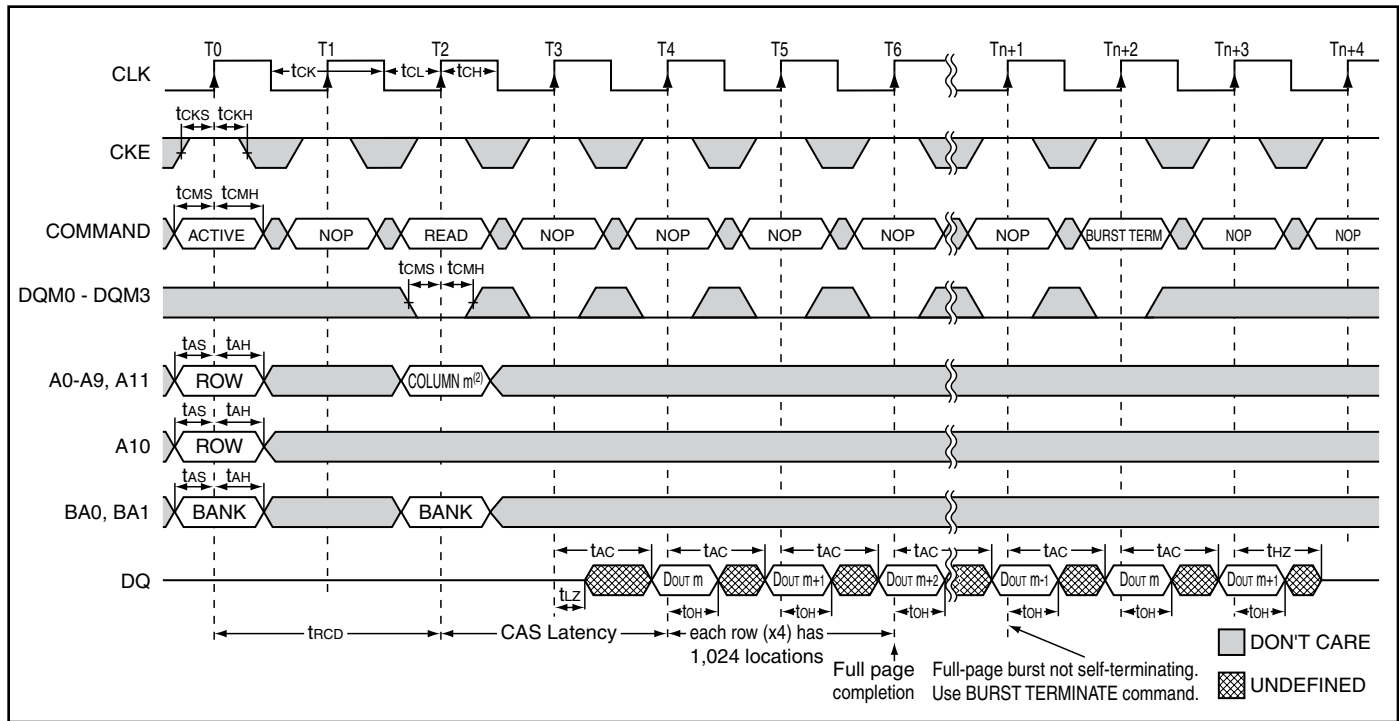 T0 T1 T2 T3 T4 T5 T6 Tn+1 Tn+2 Tn+3 Tn+4
CLK tCK tCL tCH
tCKS tCKH
CKE
tCMS tCMH
COMMAND ACTIVE NOP READ NOP NOP NOP NOP NOP BURST TERM NOP NOP
tCMS tCMH
DQM0 - DQM3
tAS tAH
A0-A9, A11 ROW COLUMN m(2)
tAS tAH
A10 ROW
tAS tAH
BA0, BA1 BANK BANK
tAC tAC tAC tAC tAC tAC tHZ
DQ DOUT m DOUT m+1 DOUT m+2 DOUT m-1 DOUT m DOUT m+1
tLZ tOH tOH tOH tOH tOH tOH
tRCD CAS Latency each row (x4) has
1,024 locations
Full page
completion
Full-page burst not self-terminating.
Use BURST TERMINATE command.
DON'T CARE
UNDEFINED